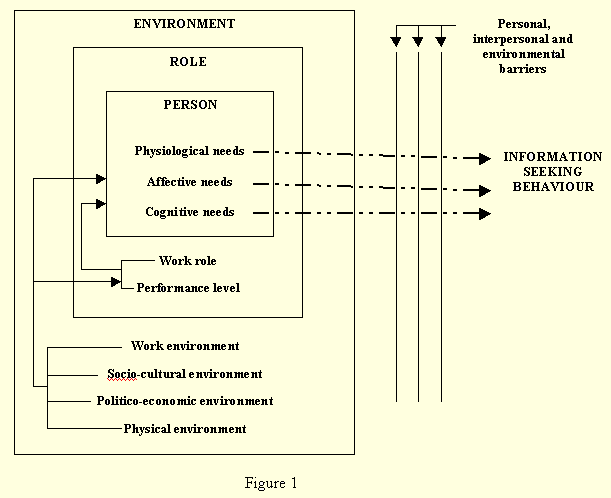 ENVIRONMENT
ROLE
PERSON
Physiological needs
Affective needs
Cognitive needs
Work role
Performance level
Work environment
Socio-cultural environment
Politico-economic environment
Physical environment
Personal,
interpersonal and
environmental
barriers
INFORMATION
SEEKING
BEHAVIOUR
Figure 1